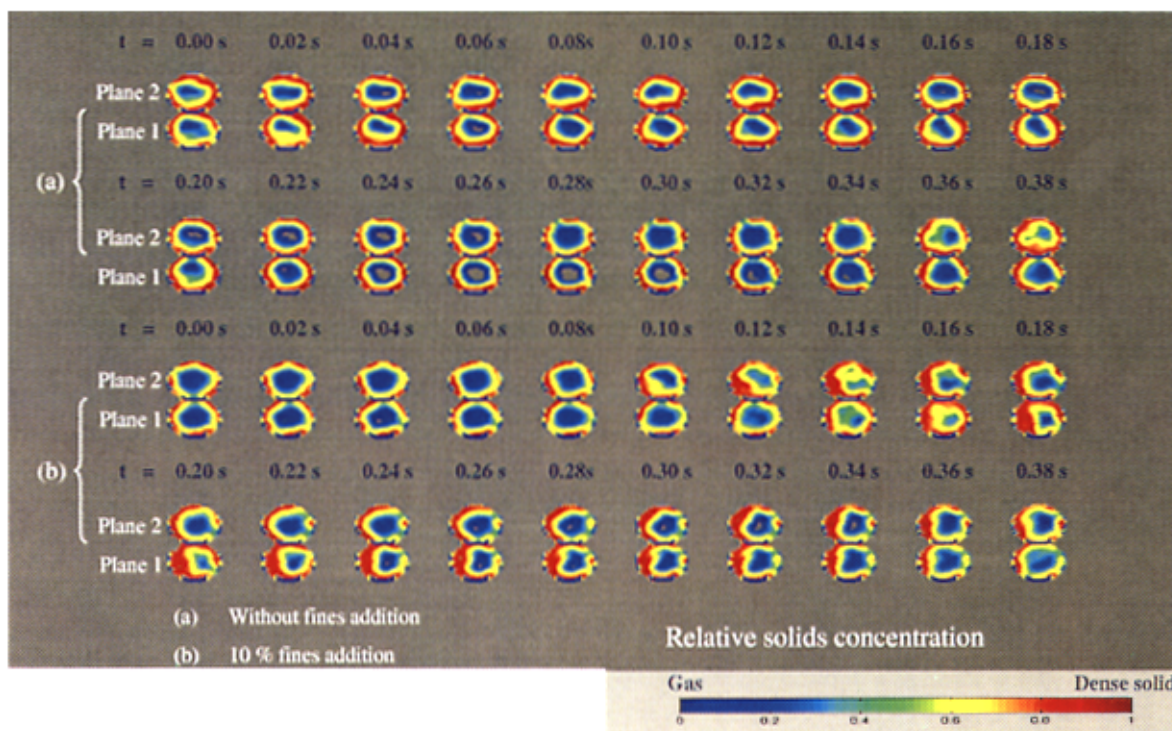 t = 0.00 s 0.02 s 0.04 s 0.06 s 0.08s 0.10 s 0.12 s 0.14 s 0.16 s 0.18 s
Plane 2
Plane 1
(a)
t = 0.20 s 0.22 s 0.24 s 0.26 s 0.28s 0.30 s 0.32 s 0.34 s 0.36 s 0.38 s
Plane 2
Plane 1
t = 0.00 s 0.02 s 0.04 s 0.06 s 0.08s 0.10 s 0.12 s 0.14 s 0.16 s 0.18 s
Plane 2
Plane 1
(b)
t = 0.20 s 0.22 s 0.24 s 0.26 s 0.28s 0.30 s 0.32 s 0.34 s 0.36 s 0.38 s
Plane 2
Plane 1
(a) Without fines addition
(b) 10 % fines addition
Relative solids concentration
Gas Dense solid
0 0.2 0.4 0.6 0.8 1